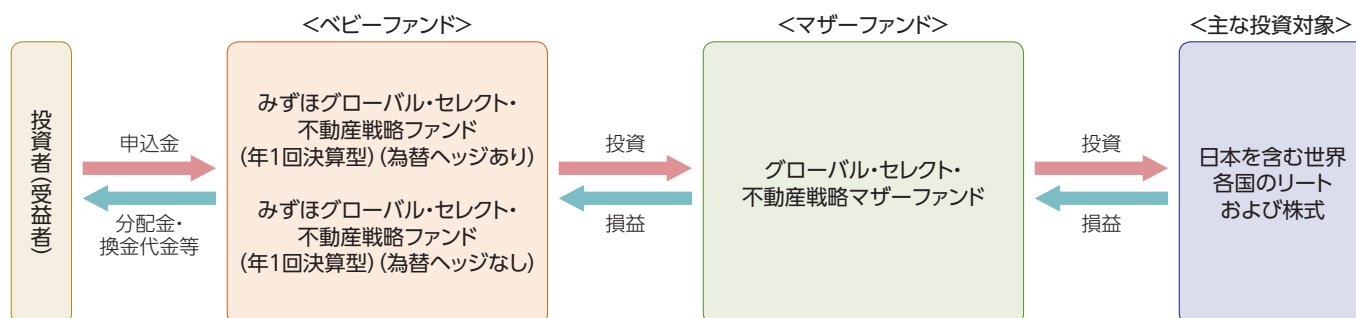 <ベビーファンド>
<マザーファンド>
<主な投資対象>
投資者(受益者)
申込金
分配金・
換金代金等
みずほグローバル・セレクト・
不動産戦略ファンド
(年1回決算型)(為替ヘッジあり)
みずほグローバル・セレクト・
不動産戦略ファンド
(年1回決算型)(為替ヘッジなし)
投資
損益
グローバル・セレクト・
不動産戦略マザーファンド
投資
損益
日本を含む世界
各国のリート
および株式